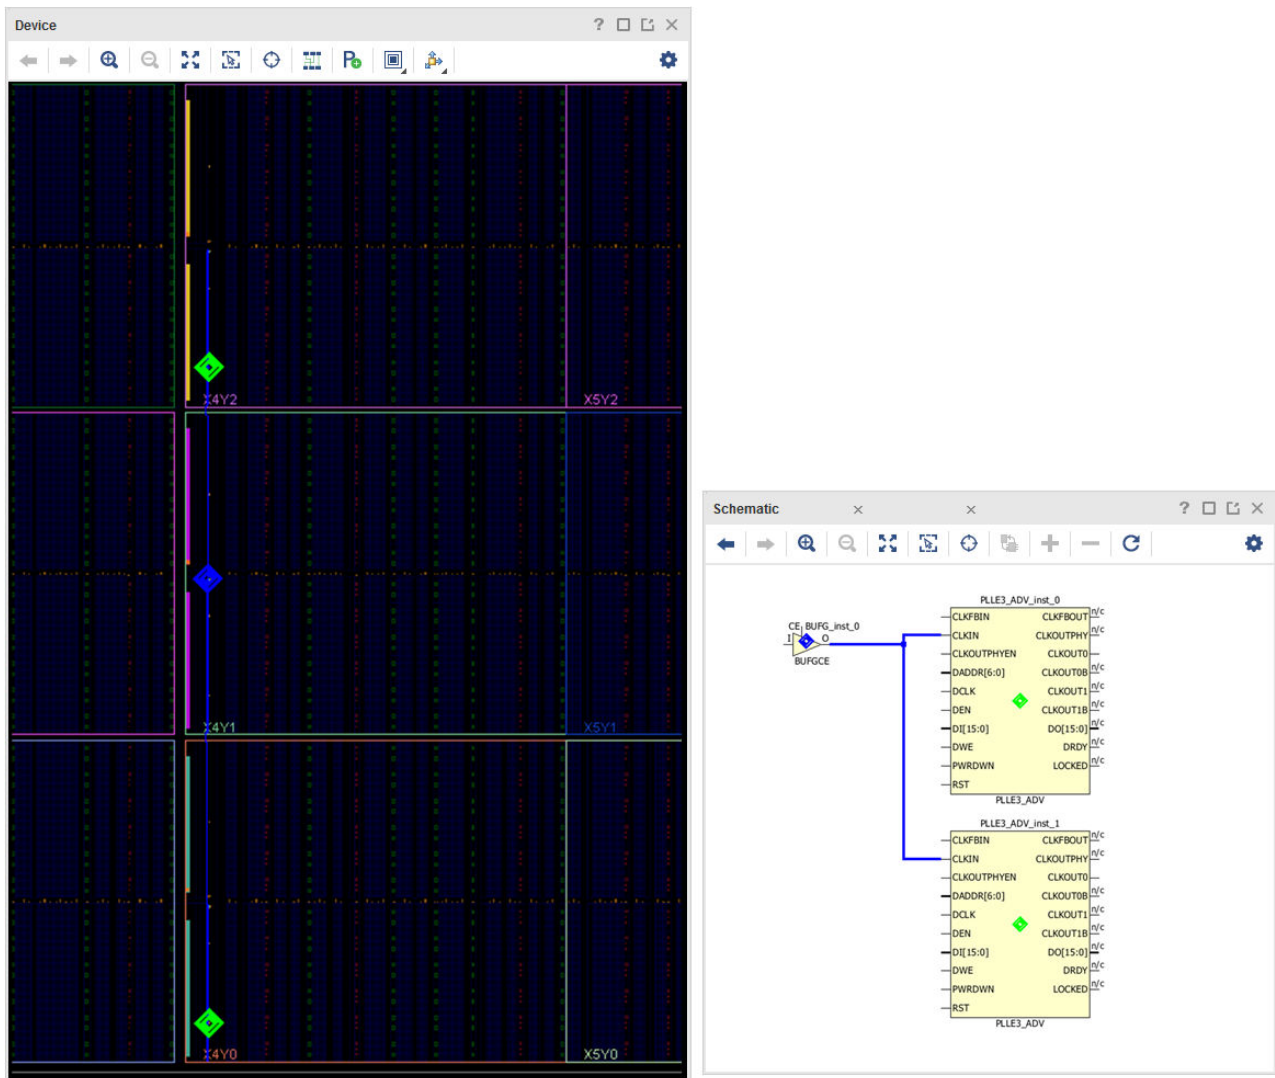 Device
X4Y2
X5Y2
X4Y1
X5Y1
X4Y0
X5Y0
Schematic
CE BUFG_inst_0
I O
BUFGCE
PLLE3_ADV_inst_0
CLKFBIN CLKFBOUT n/c
CLKIN CLKOUTPHY n/c
CLKOUTPHYEN CLKOUT0
DADDR[6:0] CLKOUT0B n/c
DCLK CLKOUT1 n/c
DEN CLKOUT1B n/c
DI[15:0] DO[15:0] n/c
DWE DRDY n/c
PWRDWN LOCKED n/c
RST
PLLE3_ADV
PLLE3_ADV_inst_1
CLKFBIN CLKFBOUT n/c
CLKIN CLKOUTPHY n/c
CLKOUTPHYEN CLKOUT0
DADDR[6:0] CLKOUT0B n/c
DCLK CLKOUT1 n/c
DEN CLKOUT1B n/c
DI[15:0] DO[15:0] n/c
DWE DRDY n/c
PWRDWN LOCKED n/c
RST
PLLE3_ADV